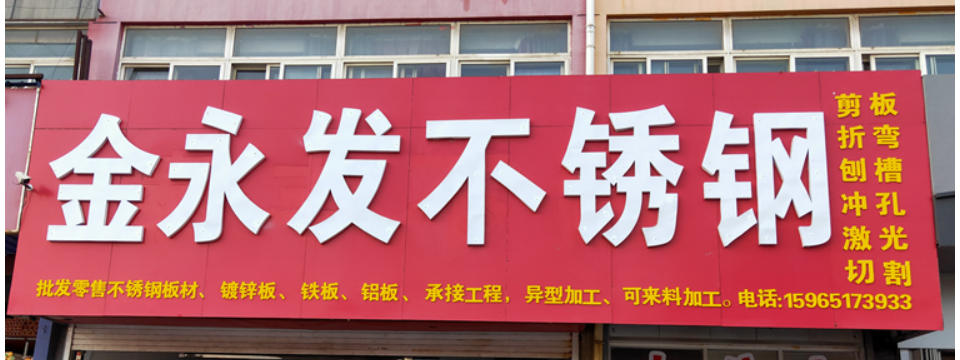 金永发不锈钢
剪板
折弯
刨槽
冲孔
激光
切割
批发零售不锈钢板材、镀锌板、铁板、铝板、承接工程，异型加工、可来料加工。电话:15965173933